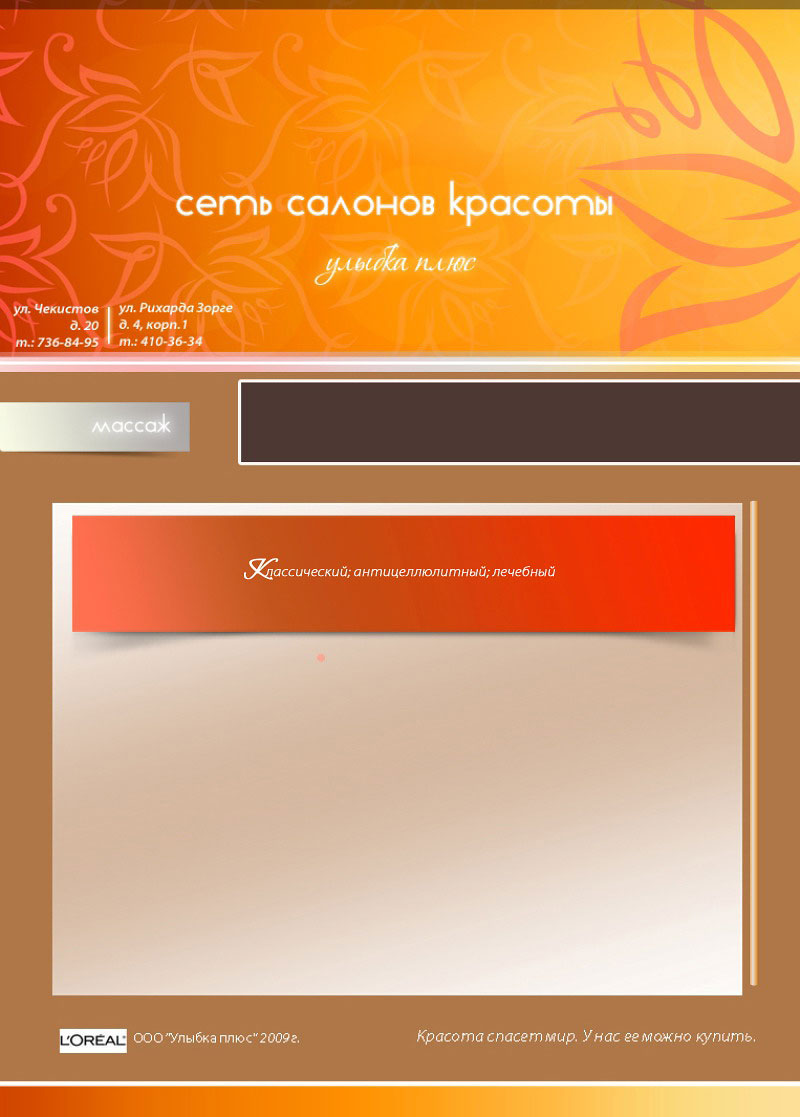 сеть салонов красоты
улыбка плюс
ул. Чекистов
д. 20
т.: 736-84-95
ул. Рихарда Зорге
д. 4, корп.1
т.: 410-36-34
массаж
Классический; антицеллюлитный; лечебный
L'ORÉAL
ООО "Улыбка плюс" 2009г.
Красота спасет мир. У нас ее можно купить.